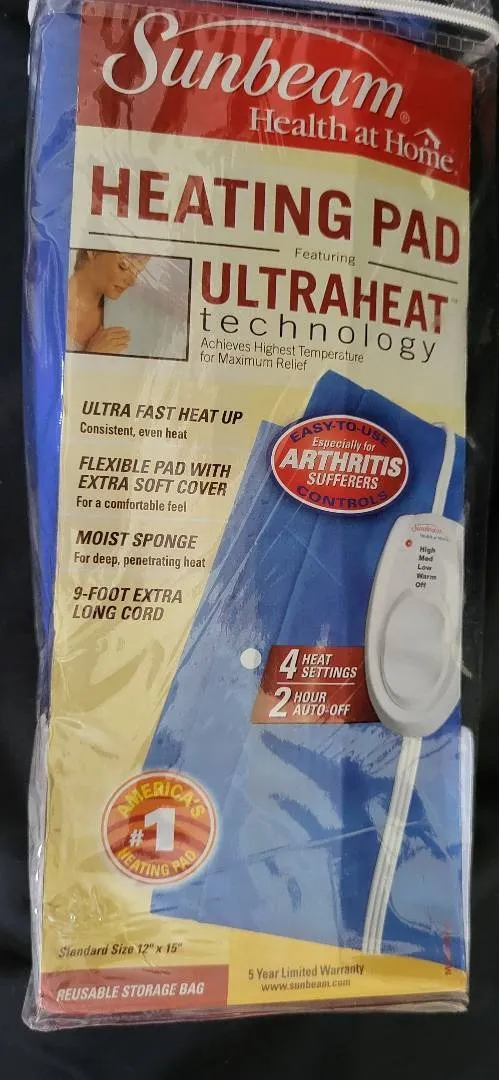 Sunbeam®
Health at Home
HEATING PAD
Featuring
ULTRAHEAT™
technology
Achieves Highest Temperature
for Maximum Relief
ULTRA FAST HEAT UP
Consistent, even heat
FLEXIBLE PAD WITH
EXTRA SOFT COVER
For a comfortable feel
MOIST SPONGE
For deep, penetrating heat
9-FOOT EXTRA
LONG CORD
EASY-TO-USE
Especially for
ARTHRITIS
SUFFERERS
CONTROLS
Sunbeam
High
Med
Low
Warm
Off
4 HEAT
SETTINGS
2 HOUR
AUTO-OFF
AMERICA'S
#1
HEATING PAD
Standard Size 12" x 15"
REUSABLE STORAGE BAG
5 Year Limited Warranty
www.sunbeam.com